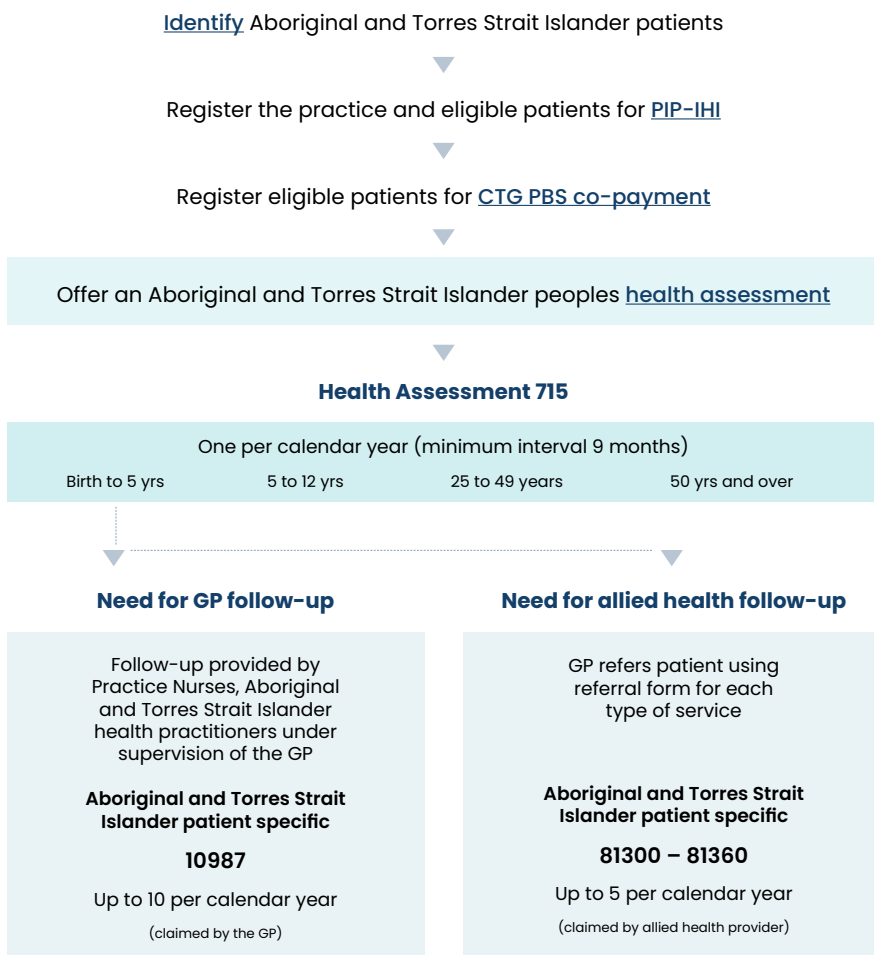 Identify Aboriginal and Torres Strait Islander patients
Register the practice and eligible patients for PIP-IHI
Register eligible patients for CTG PBS co-payment
Offer an Aboriginal and Torres Strait Islander peoples health assessment
Health Assessment 715
One per calendar year (minimum interval 9 months)
Birth to 5 yrs 5 to 12 yrs 25 to 49 years 50 yrs and over
Need for GP follow-up
Follow-up provided by
Practice Nurses, Aboriginal
and Torres Strait Islander
health practitioners under
supervision of the GP
Aboriginal and Torres Strait
Islander patient specific
10987
Up to 10 per calendar year
(claimed by the GP)
Need for allied health follow-up
GP refers patient using
referral form for each
type of service
Aboriginal and Torres Strait
Islander patient specific
81300 – 81360
Up to 5 per calendar year
(claimed by allied health provider)